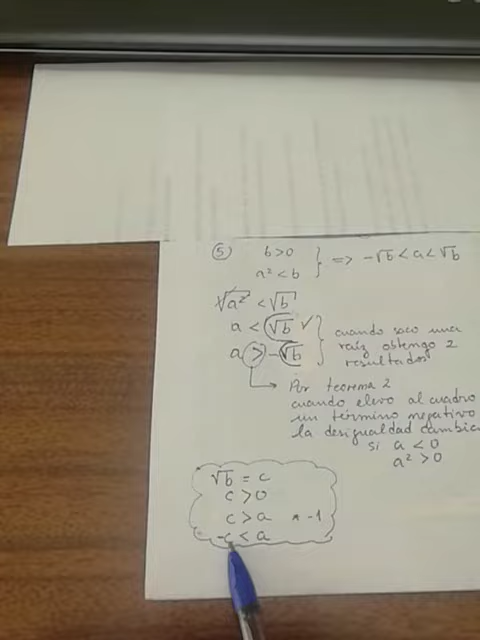 ⑤ b>0
a² < b } => -√b < a < √b
√a² < √b
a < √b ✓
a > -√b
cuando saco una
raíz obtengo 2
resultados
Por teorema 2
cuando elevo al cuadro
un término negativo
la desigualdad cambia
si a < 0
a² > 0
√b = c
c > 0
c > a * -1
-c < a